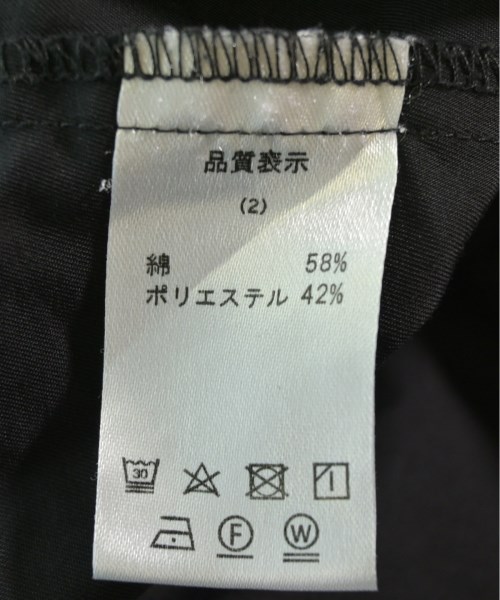 品質表示
(2)
綿 58%
ポリエステル 42%
30
F W